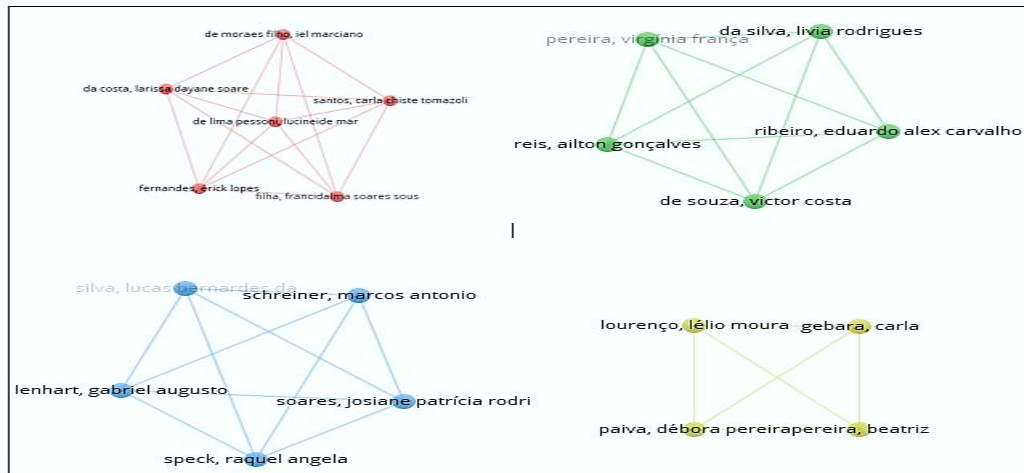 de moraes filho, iel marciano
da costa, larissa dayane soare
santos, carla chiste tomazoli
de lima pessoni, lucineide mar
fernandes, érick lopes
filha, francidalma soares sous
pereira, virgínia frança
da silva, livia rodrigues
reis, ailton gonçalves
ribeiro, eduardo alex carvalho
de souza, victor costa
silva, lucas bernardes da
schreiner, marcos antonio
lenhart, gabriel augusto
soares, josiane patrícia rodri
speck, raquel angela
lourenço, lélio moura
gebara, carla
paiva, débora pereira
pereira, beatriz